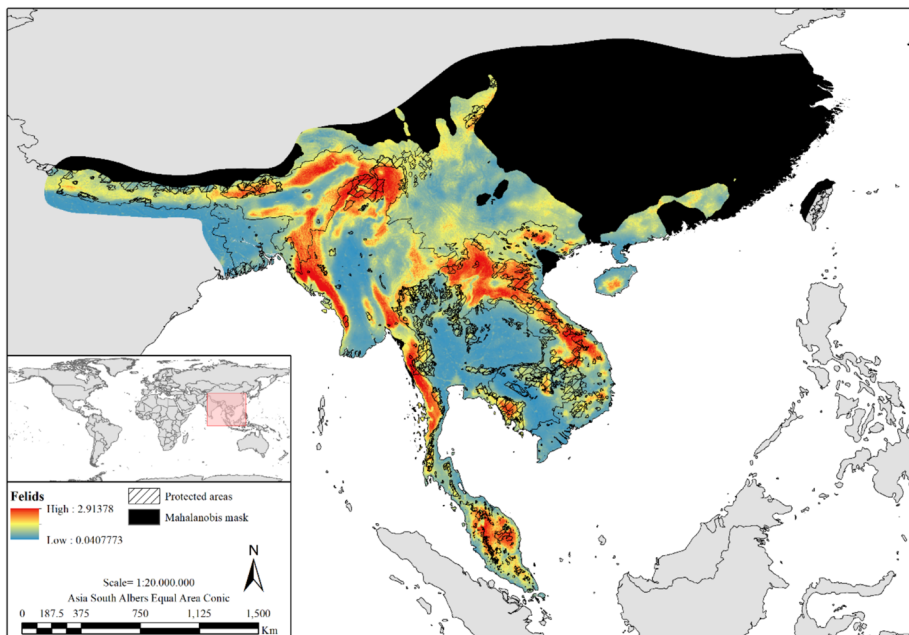 Felids
High : 2.91378
Low : 0.0407773
Protected areas
Mahalanobis mask
N
Scale= 1:20.000.000
Asia South Albers Equal Area Conic
0 187.5 375 750 1,125 1,500
Km